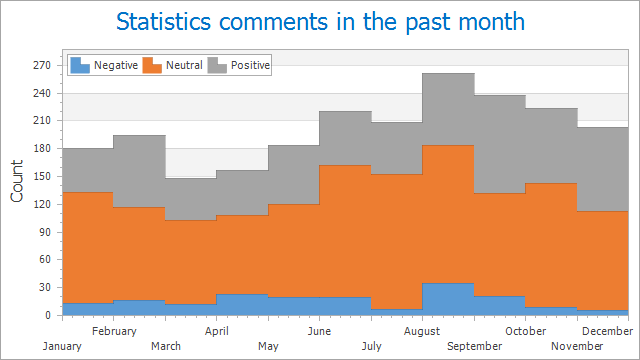 Statistics comments in the past month
Negative Neutral Positive
Count
270
240
210
180
150
120
90
60
30
0
January February March April May June July August September October November December